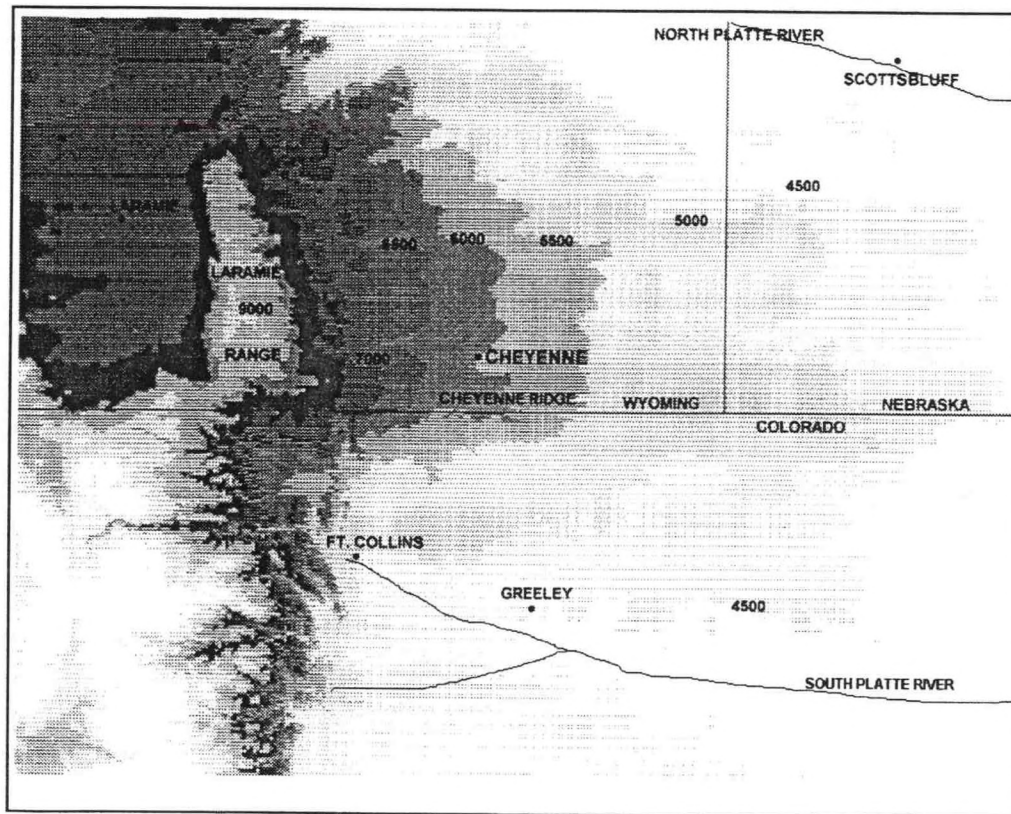 NORTH PLATTE RIVER
SCOTTSBLUFF
4500
LARAMIE
5000
6500
6000
5500
LARAMIE
9000
RANGE
7000
CHEYENNE
CHEYENNE RIDGE
WYOMING
NEBRASKA
COLORADO
FT. COLLINS
GREELEY
4500
SOUTH PLATTE RIVER